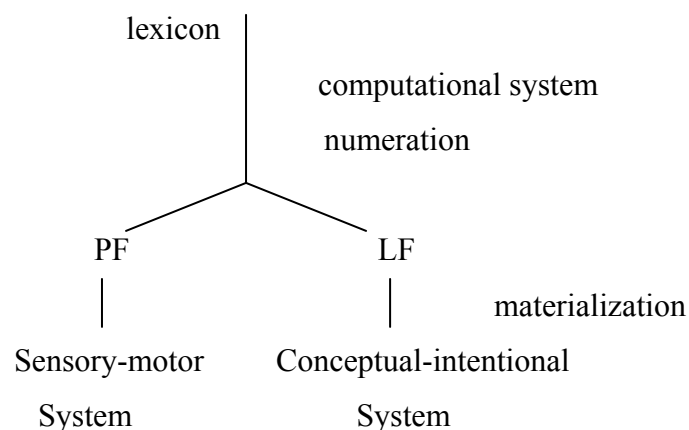 lexicon
computational system
numeration
PF LF
materialization
Sensory-motor Conceptual-intentional
System System